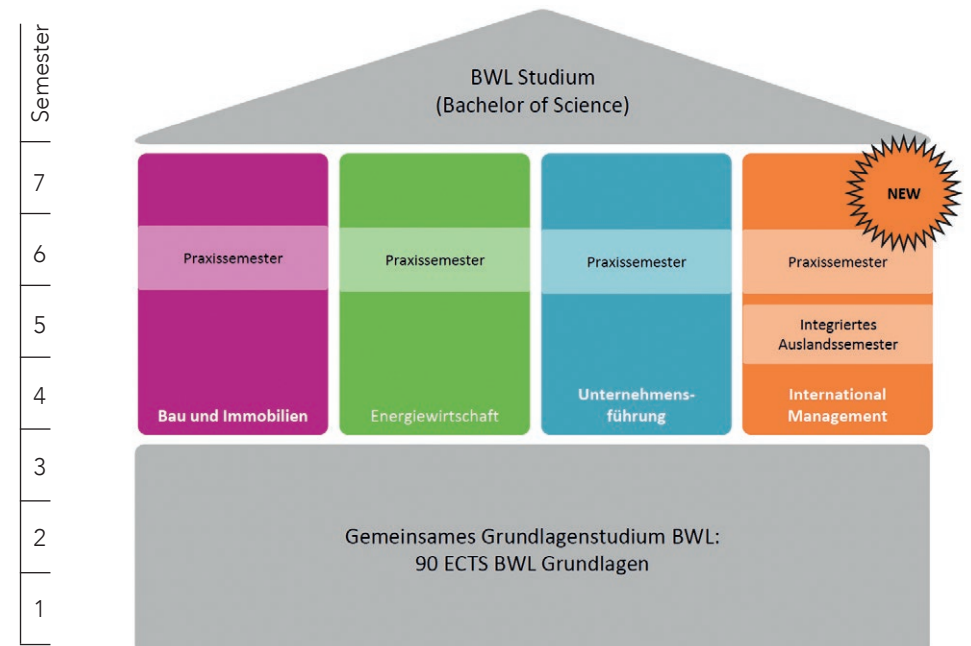 Semester
BWL Studium
(Bachelor of Science)
NEW
7
6
Praxissemester
Praxissemester
Praxissemester
Praxissemester
5
Integriertes
Auslandssemester
4
Bau und Immobilien
Energiewirtschaft
Unternehmens-
führung
International
Management
3
2
Gemeinsames Grundlagenstudium BWL:
90 ECTS BWL Grundlagen
1